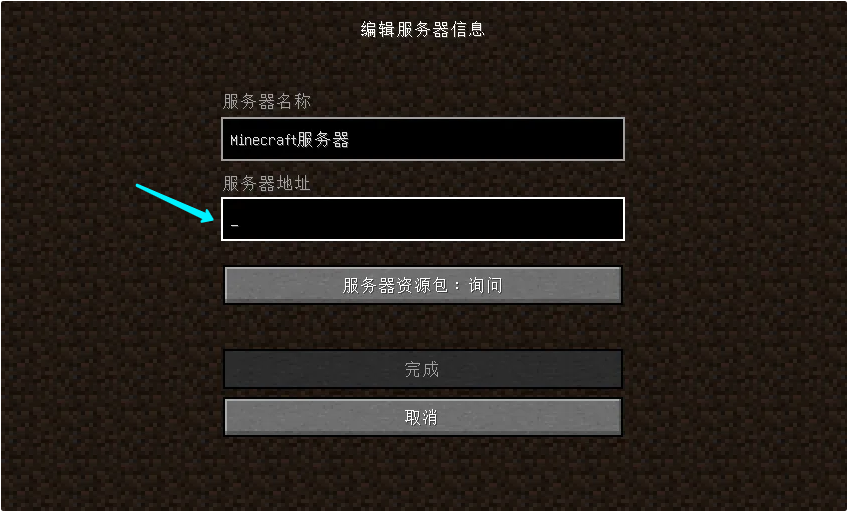 编辑服务器信息
服务器名称
Minecraft服务器
服务器地址
_
服务器资源包：询问
完成
取消